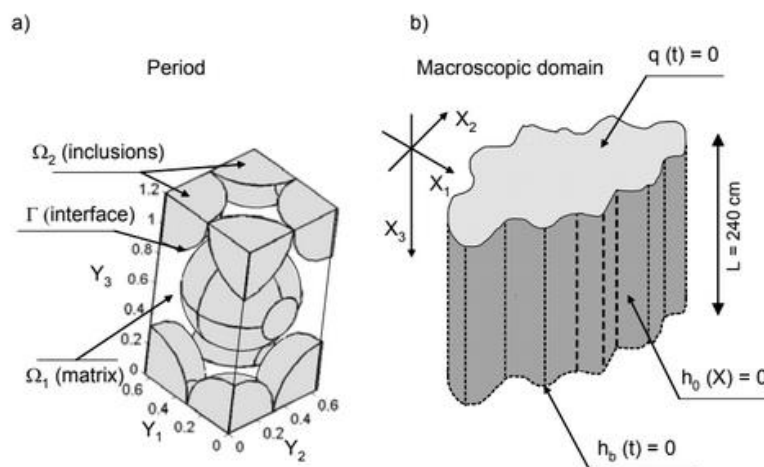 a)
Period
Ω₂ (inclusions)
Γ (interface)
Y₃
Ω₁ (matrix)
1.2
1
0.8
0.6
0.4
0.2
0
0.6
0.4
0.2
0
Y₁
0
0.2
0.4
0.6
Y₂
b)
Macroscopic domain
q (t) = 0
X₂
X₁
X₃
L = 240 cm
h₀ (X) = 0
h_b (t) = 0